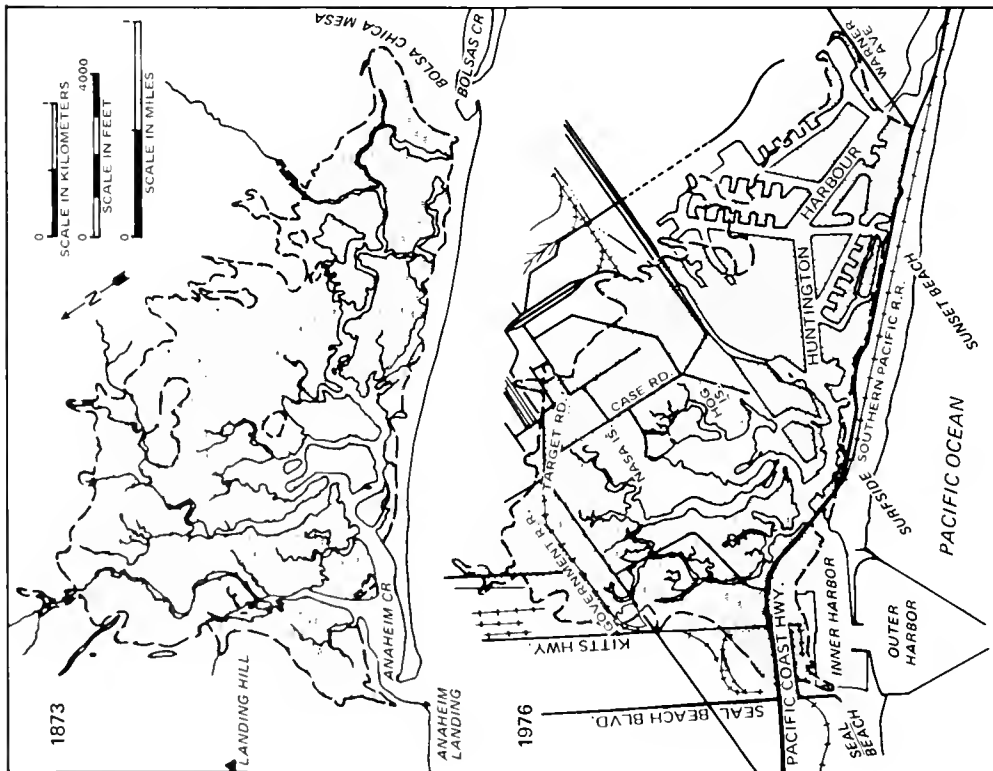 1873
N
0
SCALE IN KILOMETERS
0 4000
SCALE IN FEET
0
SCALE IN MILES
BOLSA CHICA MESA
BOLSAS CR
LANDING HILL
ANAHEIM CR
ANAHEIM
LANDING
1976
WARNER
AVE.
HUNTINGTON
HARBOUR
TARGET RD.
CASE RD.
HOG
IS.
NASA IS.
GOVERNMENT R.R.
KITTS HWY.
SEAL BEACH BLVD.
PACIFIC COAST HWY.
SOUTHERN PACIFIC R.R.
SUNSET BEACH
SURFSIDE
INNER HARBOR
OUTER
HARBOR
SEAL
BEACH
PACIFIC OCEAN